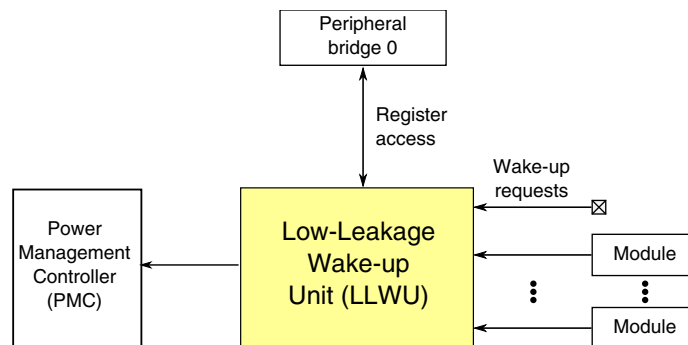 Peripheral
bridge 0
Register
access
Wake-up
requests
Power
Management
Controller
(PMC)
Low-Leakage
Wake-up
Unit (LLWU)
Module
Module